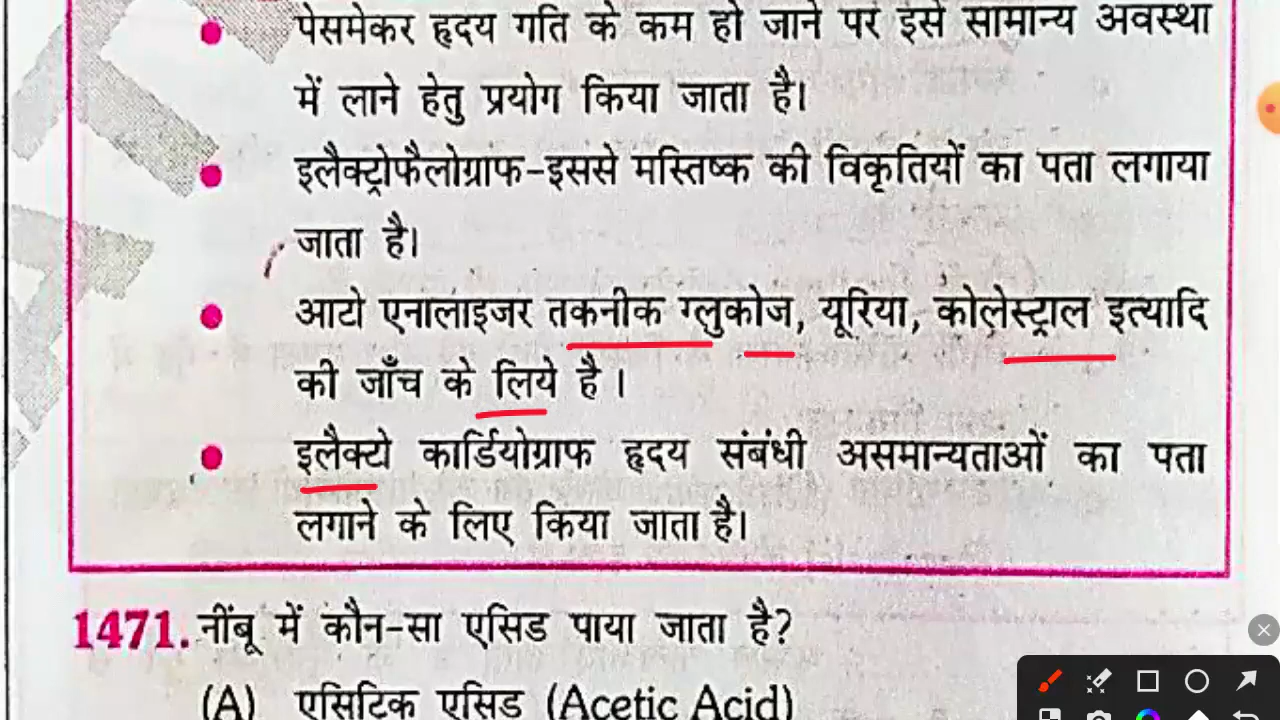 पेसमेकर हृदय गति के कम हो जाने पर इसे सामान्य अवस्था
में लाने हेतु प्रयोग किया जाता है।
इलैक्ट्रोफैलोग्राफ-इससे मस्तिष्क की विकृतियों का पता लगाया
जाता है।
आटो एनालाइजर तकनीक ग्लुकोज, यूरिया, कोलेस्ट्राल इत्यादि
की जाँच के लिये है।
इलैक्टो कार्डियोग्राफ हृदय संबंधी असमान्यताओं का पता
लगाने के लिए किया जाता है।
1471. नींबू में कौन-सा एसिड पाया जाता है?
(A) एसिटिक एसिड (Acetic Acid)